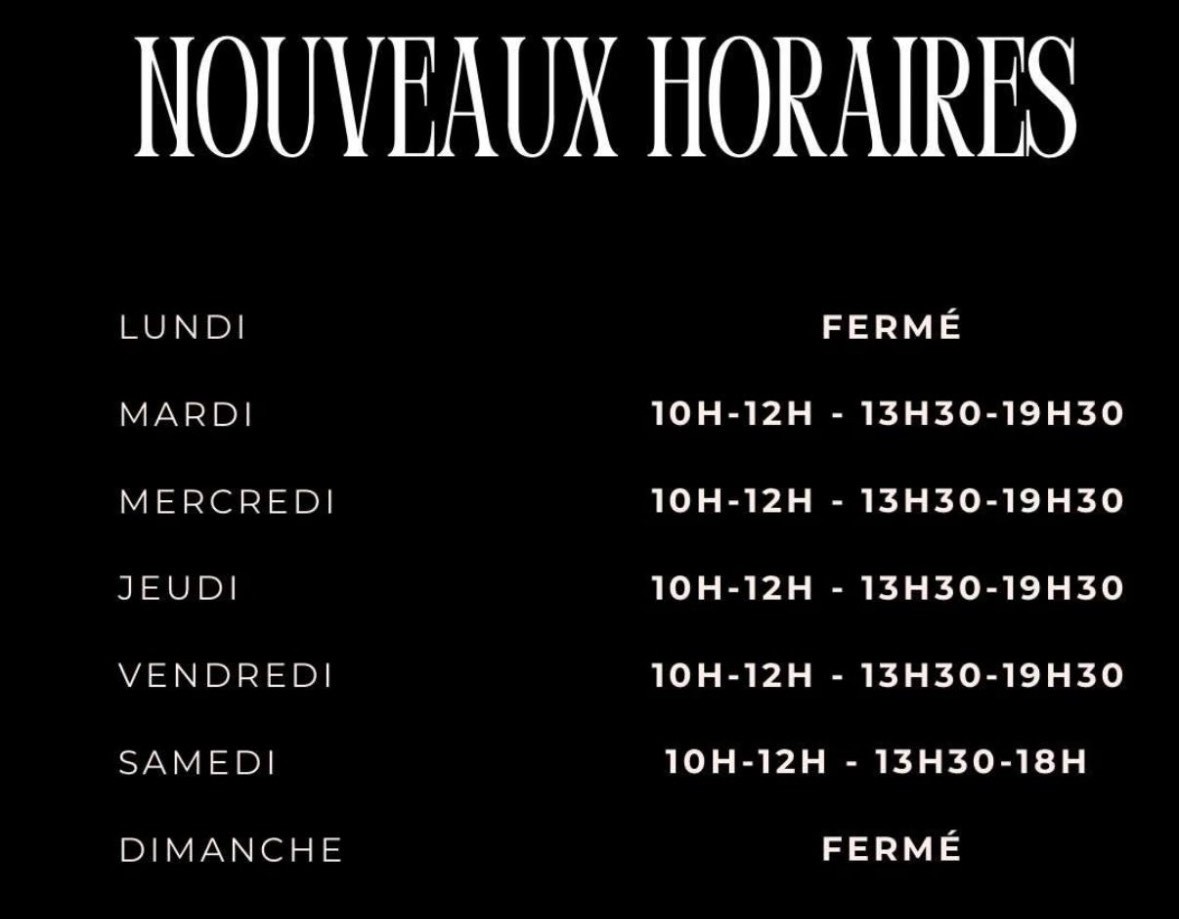 NOUVEAUX HORAIRES
LUNDI FERMÉ
MARDI 10H-12H - 13H30-19H30
MERCREDI 10H-12H - 13H30-19H30
JEUDI 10H-12H - 13H30-19H30
VENDREDI 10H-12H - 13H30-19H30
SAMEDI 10H-12H - 13H30-18H
DIMANCHE FERMÉ